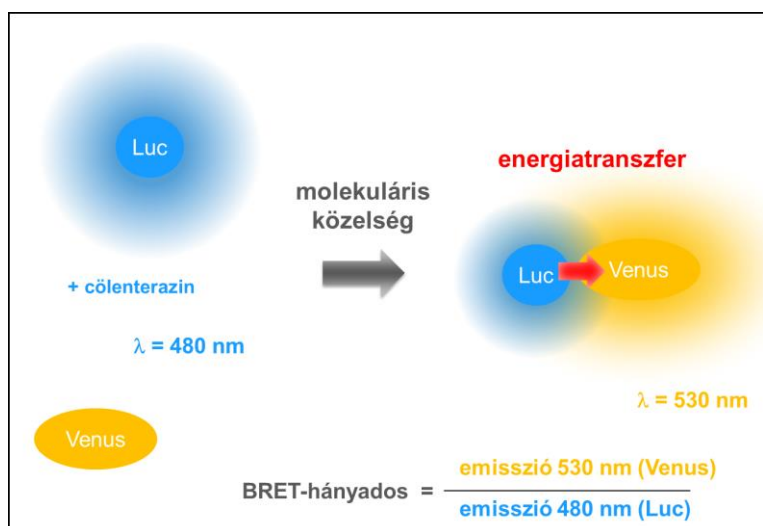 Luc
energiatranszfer
molekuláris
közelség
Luc
Venus
+ cölenterazin
λ = 480 nm
λ = 530 nm
Venus
BRET-hányados = emisszió 530 nm (Venus)
emisszió 480 nm (Luc)